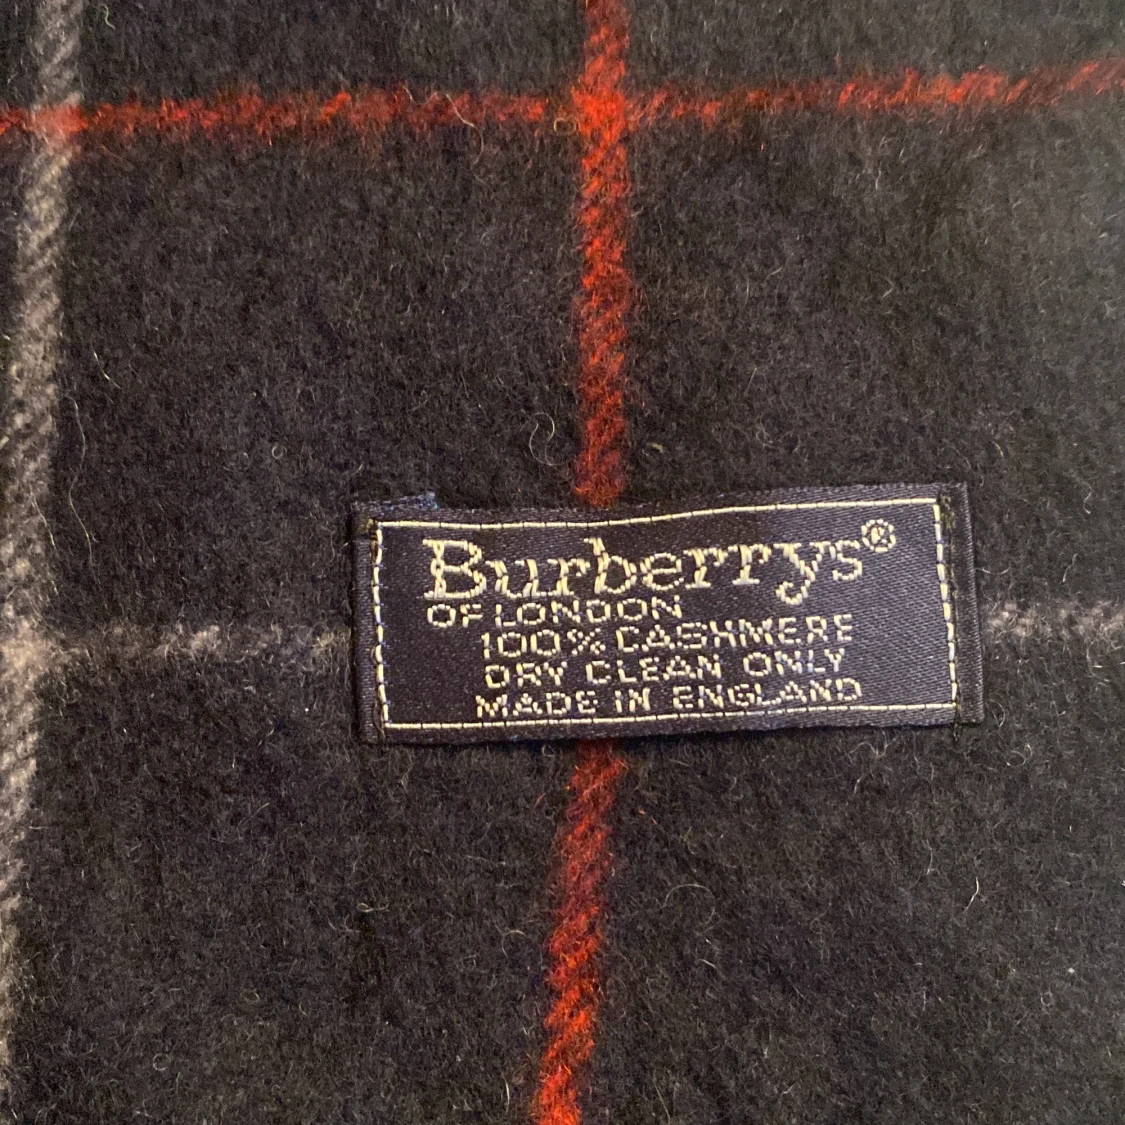 Burberrys®
OF LONDON
100% CASHMERE
DRY CLEAN ONLY
MADE IN ENGLAND